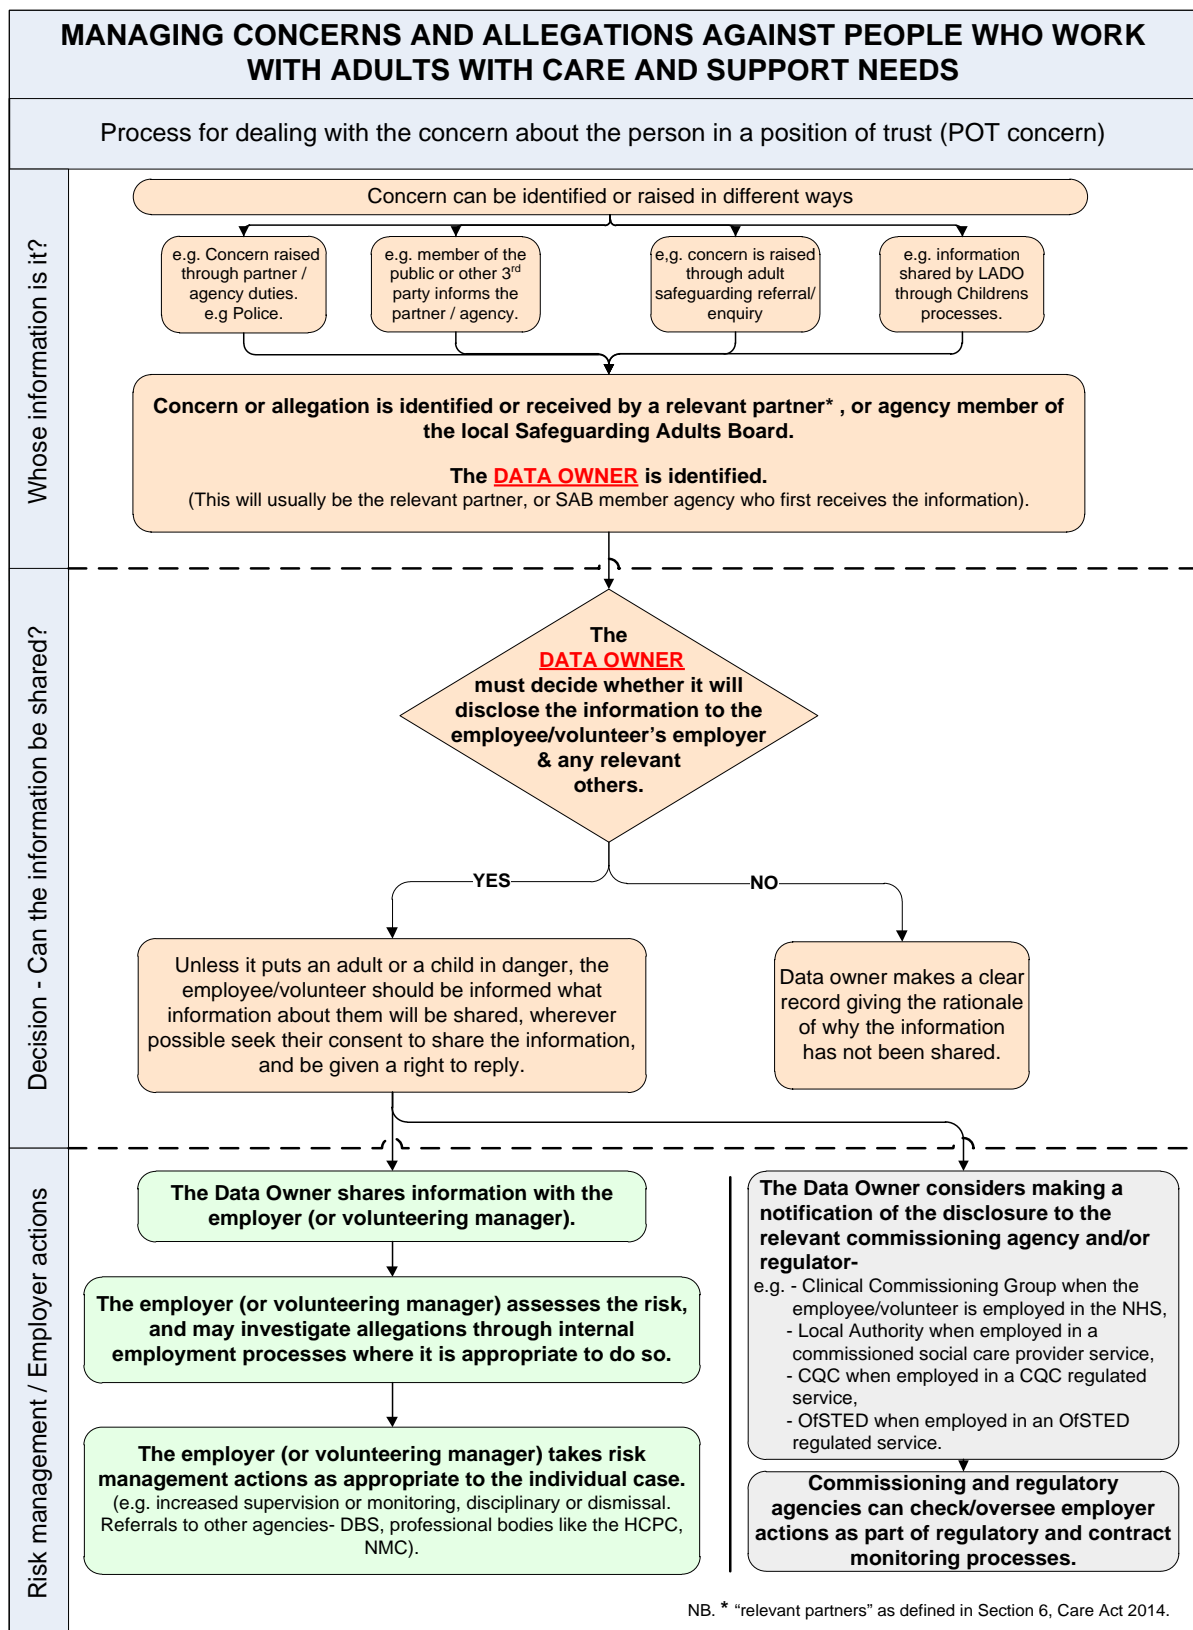 MANAGING CONCERNS AND ALLEGATIONS AGAINST PEOPLE WHO WORK
WITH ADULTS WITH CARE AND SUPPORT NEEDS
Process for dealing with the concern about the person in a position of trust (POT concern)
Whose information is it?
Concern can be identified or raised in different ways
e.g. Concern raised
through partner /
agency duties.
e.g Police.
e.g. member of the
public or other 3rd
party informs the
partner / agency.
e,g. concern is raised
through adult
safeguarding referral/
enquiry
e.g. information
shared by LADO
through Childrens
processes.
Concern or allegation is identified or received by a relevant partner* , or agency member of
the local Safeguarding Adults Board.
The DATA OWNER is identified.
(This will usually be the relevant partner, or SAB member agency who first receives the information).
Decision - Can the information be shared?
The
DATA OWNER
must decide whether it will
disclose the information to the
employee/volunteer’s employer
& any relevant
others.
YES
NO
Unless it puts an adult or a child in danger, the
employee/volunteer should be informed what
information about them will be shared, wherever
possible seek their consent to share the information,
and be given a right to reply.
Data owner makes a clear
record giving the rationale
of why the information
has not been shared.
Risk management / Employer actions
The Data Owner shares information with the
employer (or volunteering manager).
The employer (or volunteering manager) assesses the risk,
and may investigate allegations through internal
employment processes where it is appropriate to do so.
The employer (or volunteering manager) takes risk
management actions as appropriate to the individual case.
(e.g. increased supervision or monitoring, disciplinary or dismissal.
Referrals to other agencies- DBS, professional bodies like the HCPC,
NMC).
The Data Owner considers making a
notification of the disclosure to the
relevant commissioning agency and/or
regulator-
e.g. - Clinical Commissioning Group when the
employee/volunteer is employed in the NHS,
- Local Authority when employed in a
commissioned social care provider service,
- CQC when employed in a CQC regulated
service,
- OfSTED when employed in an OfSTED
regulated service.
Commissioning and regulatory
agencies can check/oversee employer
actions as part of regulatory and contract
monitoring processes.
NB. * “relevant partners” as defined in Section 6, Care Act 2014.